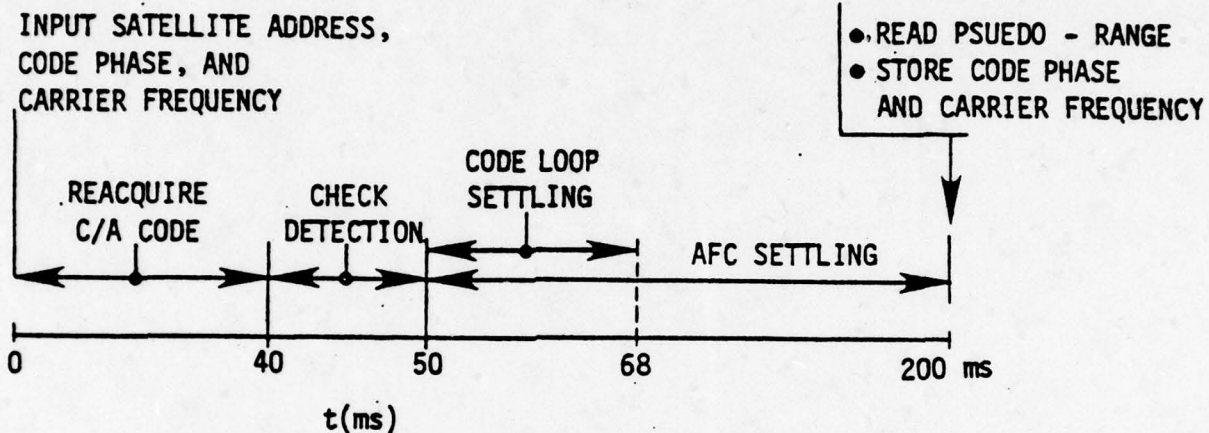 INPUT SATELLITE ADDRESS,
CODE PHASE, AND
CARRIER FREQUENCY
• READ PSUEDO - RANGE
• STORE CODE PHASE
AND CARRIER FREQUENCY
REACQUIRE
C/A CODE
CHECK
DETECTION
CODE LOOP
SETTLING
AFC SETTLING
0
40
50
68
200 ms
t(ms)